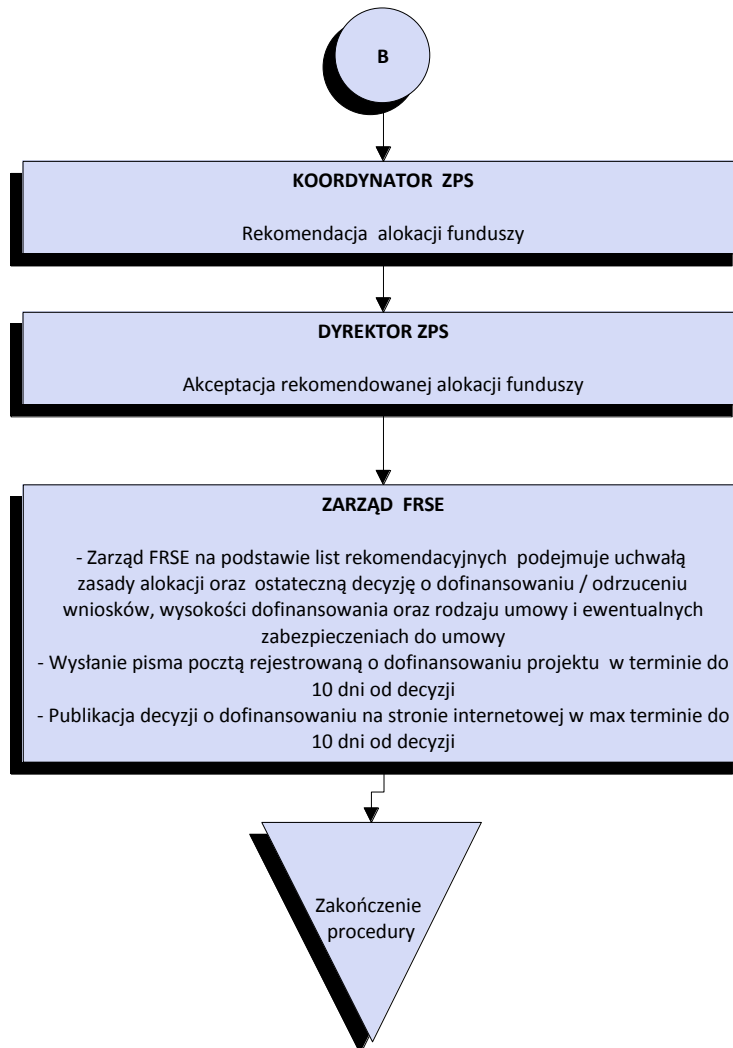 B
KOORDYNATOR ZPS
Rekomendacja alokacji funduszy
DYREKTOR ZPS
Akceptacja rekomendowanej alokacji funduszy
ZARZĄD FRSE
- Zarząd FRSE na podstawie list rekomendacyjnych podejmuje uchwałą
zasady alokacji oraz ostateczną decyzję o dofinansowaniu / odrzuceniu
wniosków, wysokości dofinansowania oraz rodzaju umowy i ewentualnych
zabezpieczeniach do umowy
- Wysłanie pisma pocztą rejestrowaną o dofinansowaniu projektu w terminie do
10 dni od decyzji
- Publikacja decyzji o dofinansowaniu na stronie internetowej w max terminie do
10 dni od decyzji
Zakończenie
procedury